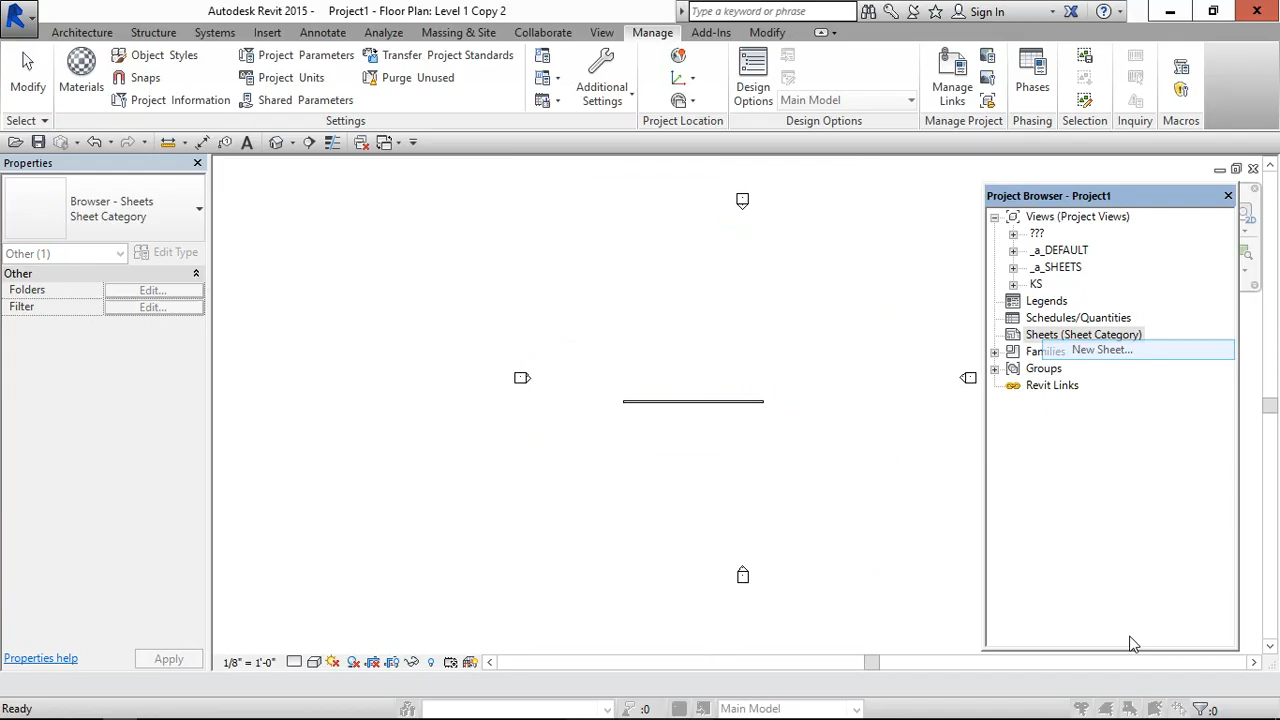 Autodesk Revit 2015 - Project1 - Floor Plan: Level 1 Copy 2
Type a keyword or phrase
Sign In
Architecture Structure Systems Insert Annotate Analyze Massing & Site Collaborate View Manage Add-Ins Modify
Modify
Materials
Object Styles
Snaps
Project Information
Project Parameters
Project Units
Shared Parameters
Transfer Project Standards
Purge Unused
Additional
Settings
Design
Options
Main Model
Manage
Links
Phases
Select
Settings
Project Location
Design Options
Manage Project
Phasing
Selection
Inquiry
Macros
Properties
Browser - Sheets
Sheet Category
Other (1)
Edit Type
Other
Folders
Edit...
Filter
Edit...
Properties help
Apply
Project Browser - Project1
Views (Project Views)
???
_a_DEFAULT
_a_SHEETS
KS
Legends
Schedules/Quantities
Sheets (Sheet Category)
New Sheet...
Families
Groups
Revit Links
1/8" = 1'-0"
Ready
:0
Main Model
:0